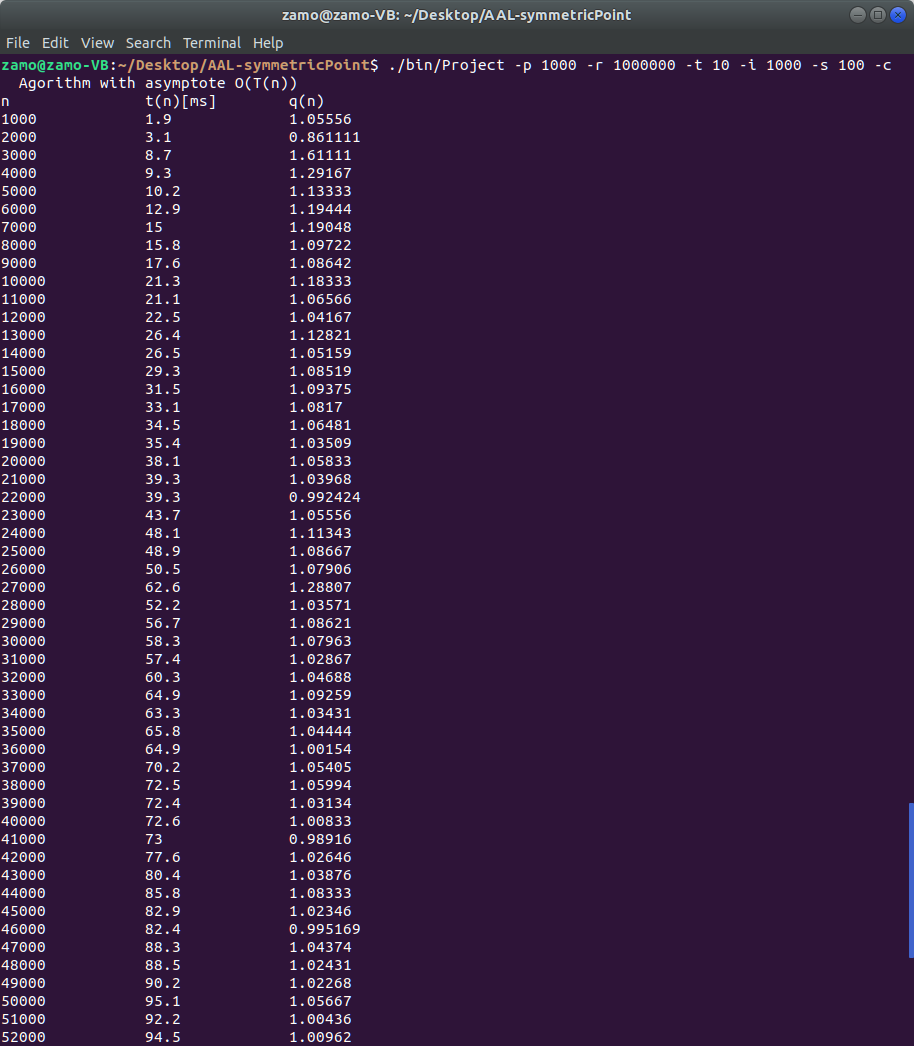 zamo@zamo-VB: ~/Desktop/AAL-symmetricPoint
File Edit View Search Terminal Help
zamo@zamo-VB:~/Desktop/AAL-symmetricPoint$ ./bin/Project -p 1000 -r 1000000 -t 10 -i 1000 -s 100 -c
Agorithm with asymptote O(T(n))
n t(n)[ms] q(n)
1000 1.9 1.05556
2000 3.1 0.861111
3000 8.7 1.61111
4000 9.3 1.29167
5000 10.2 1.13333
6000 12.9 1.19444
7000 15 1.19048
8000 15.8 1.09722
9000 17.6 1.08642
10000 21.3 1.18333
11000 21.1 1.06566
12000 22.5 1.04167
13000 26.4 1.12821
14000 26.5 1.05159
15000 29.3 1.08519
16000 31.5 1.09375
17000 33.1 1.0817
18000 34.5 1.06481
19000 35.4 1.03509
20000 38.1 1.05833
21000 39.3 1.03968
22000 39.3 0.992424
23000 43.7 1.05556
24000 48.1 1.11343
25000 48.9 1.08667
26000 50.5 1.07906
27000 62.6 1.28807
28000 52.2 1.03571
29000 56.7 1.08621
30000 58.3 1.07963
31000 57.4 1.02867
32000 60.3 1.04688
33000 64.9 1.09259
34000 63.3 1.03431
35000 65.8 1.04444
36000 64.9 1.00154
37000 70.2 1.05405
38000 72.5 1.05994
39000 72.4 1.03134
40000 72.6 1.00833
41000 73 0.98916
42000 77.6 1.02646
43000 80.4 1.03876
44000 85.8 1.08333
45000 82.9 1.02346
46000 82.4 0.995169
47000 88.3 1.04374
48000 88.5 1.02431
49000 90.2 1.02268
50000 95.1 1.05667
51000 92.2 1.00436
52000 94.5 1.00962